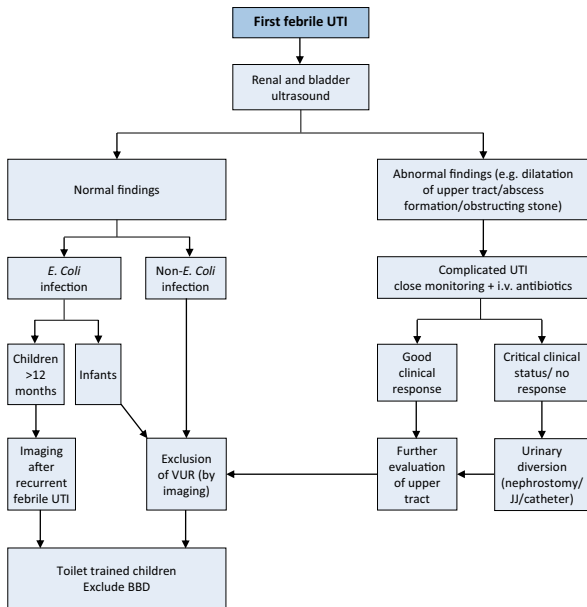 First febrile UTI
Renal and bladder
ultrasound
Normal findings
Abnormal findings (e.g. dilatation
of upper tract/abscess
formation/obstructing stone)
E. Coli
infection
Non-E. Coli
infection
Complicated UTI
close monitoring + i.v. antibiotics
Children
>12
months
Infants
Good
clinical
response
Critical clinical
status/ no
response
Imaging
after
recurrent
febrile UTI
Exclusion
of VUR (by
imaging)
Further
evaluation
of upper
tract
Urinary
diversion
(nephrostomy/
JJ/catheter)
Toilet trained children
Exclude BBD